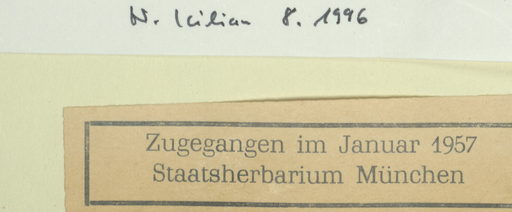 N. Kilian 8. 1996
Zugegangen im Januar 1957
Staatsherbarium München